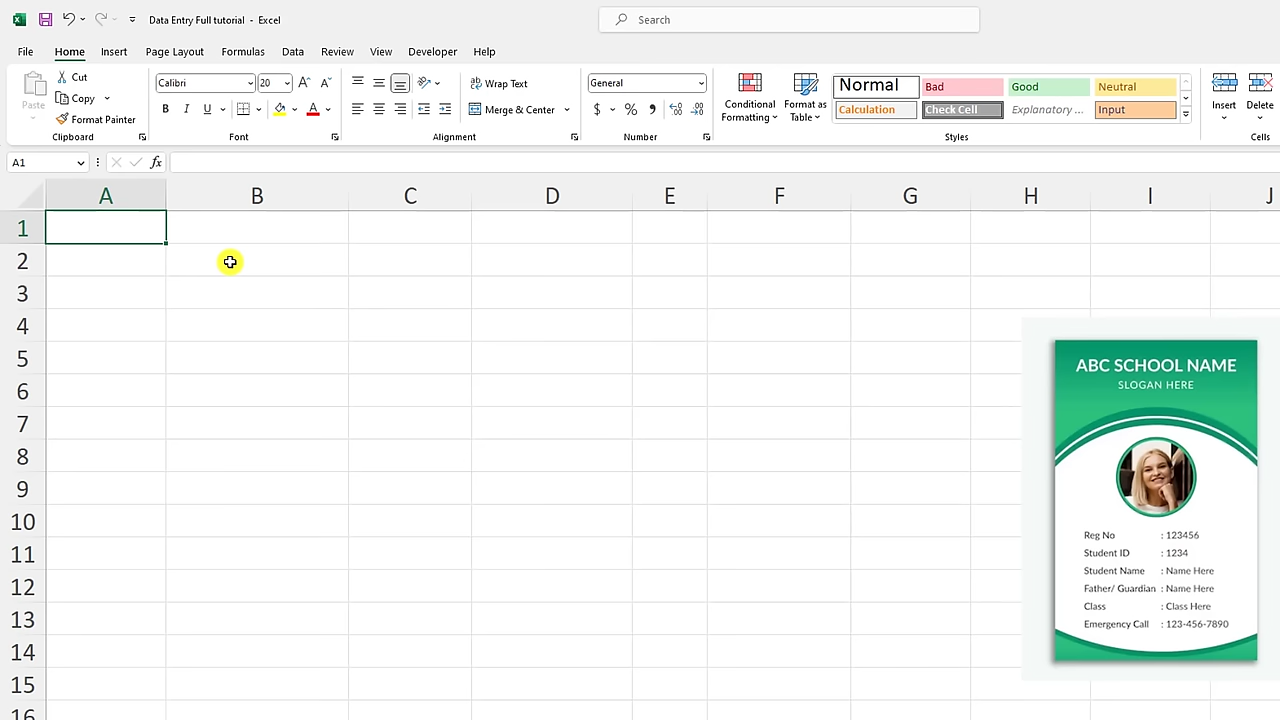 Data Entry Full tutorial - Excel
Search
File Home Insert Page Layout Formulas Data Review View Developer Help
Paste
Cut
Copy
Format Painter
Clipboard
Calibri 20
B I U
Font
Wrap Text
Merge & Center
Alignment
General
$ % ,
Number
Conditional Formatting
Format as Table
Normal Bad Good Neutral
Calculation Check Cell Explanatory ... Input
Styles
Insert Delete
Cells
A1 fx
A B C D E F G H I J
1
2
3
4
5
6
7
8
9
10
11
12
13
14
15
16
ABC SCHOOL NAME
SLOGAN HERE
Reg No : 123456
Student ID : 1234
Student Name : Name Here
Father/ Guardian : Name Here
Class : Class Here
Emergency Call : 123-456-7890